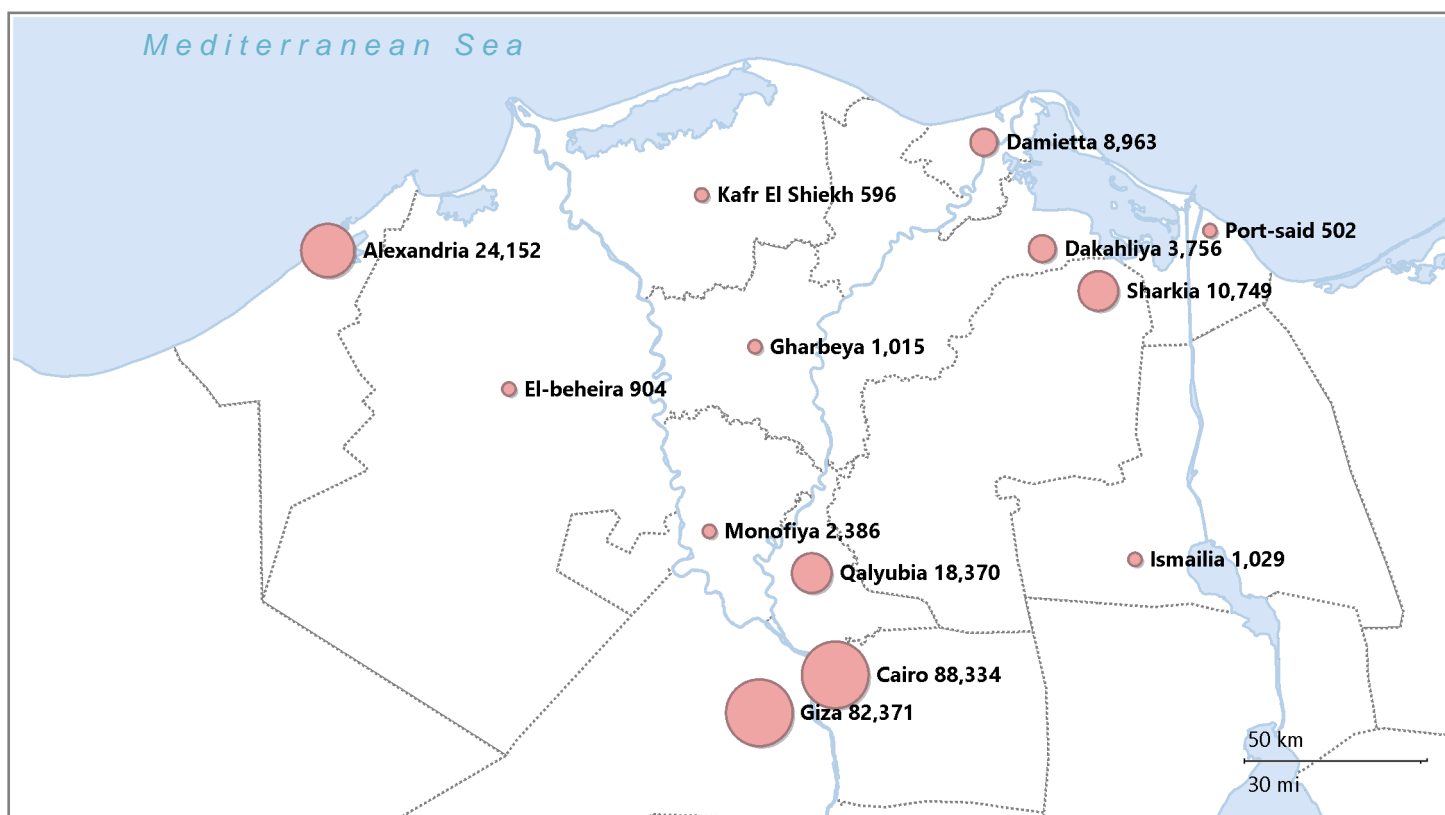 Mediterranean Sea
Damietta 8,963
Kafr El Shiekh 596
Port-said 502
Alexandria 24,152
Dakahliya 3,756
Sharkia 10,749
Gharbeya 1,015
El-beheira 904
Monofiya 2,386
Ismailia 1,029
Qalyubia 18,370
Cairo 88,334
Giza 82,371
50 km
30 mi